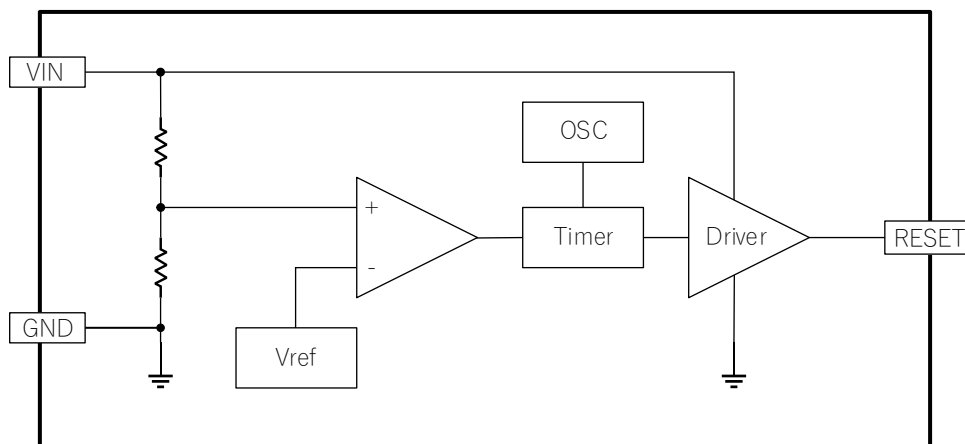 VIN
OSC
+
Timer
Driver
RESET
-
GND
Vref